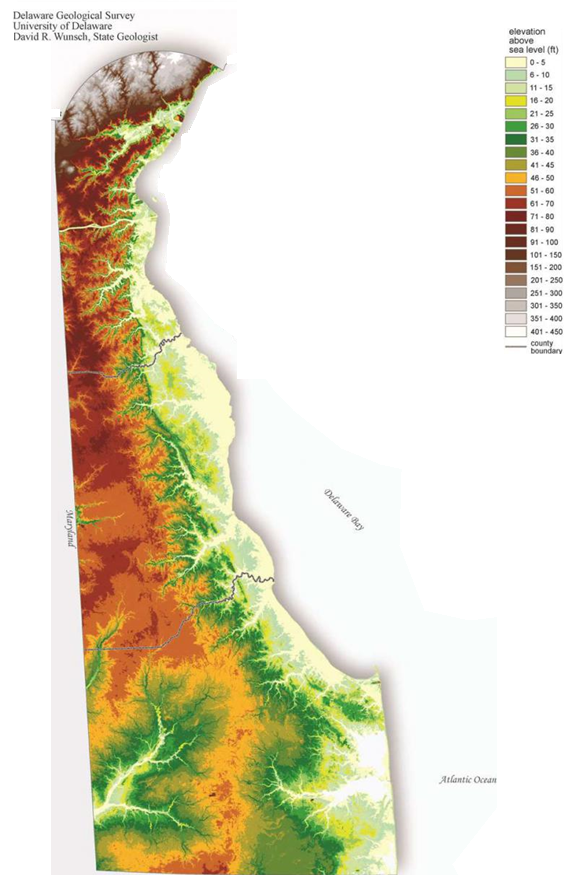 Delaware Geological Survey
University of Delaware
David R. Wunsch, State Geologist
elevation
above
sea level (ft)
0 - 5
6 - 10
11 - 15
16 - 20
21 - 25
26 - 30
31 - 35
36 - 40
41 - 45
46 - 50
51 - 60
61 - 70
71 - 80
81 - 90
91 - 100
101 - 150
151 - 200
201 - 250
251 - 300
301 - 350
351 - 400
401 - 450
county
boundary
Maryland
Delaware Bay
Atlantic Ocean